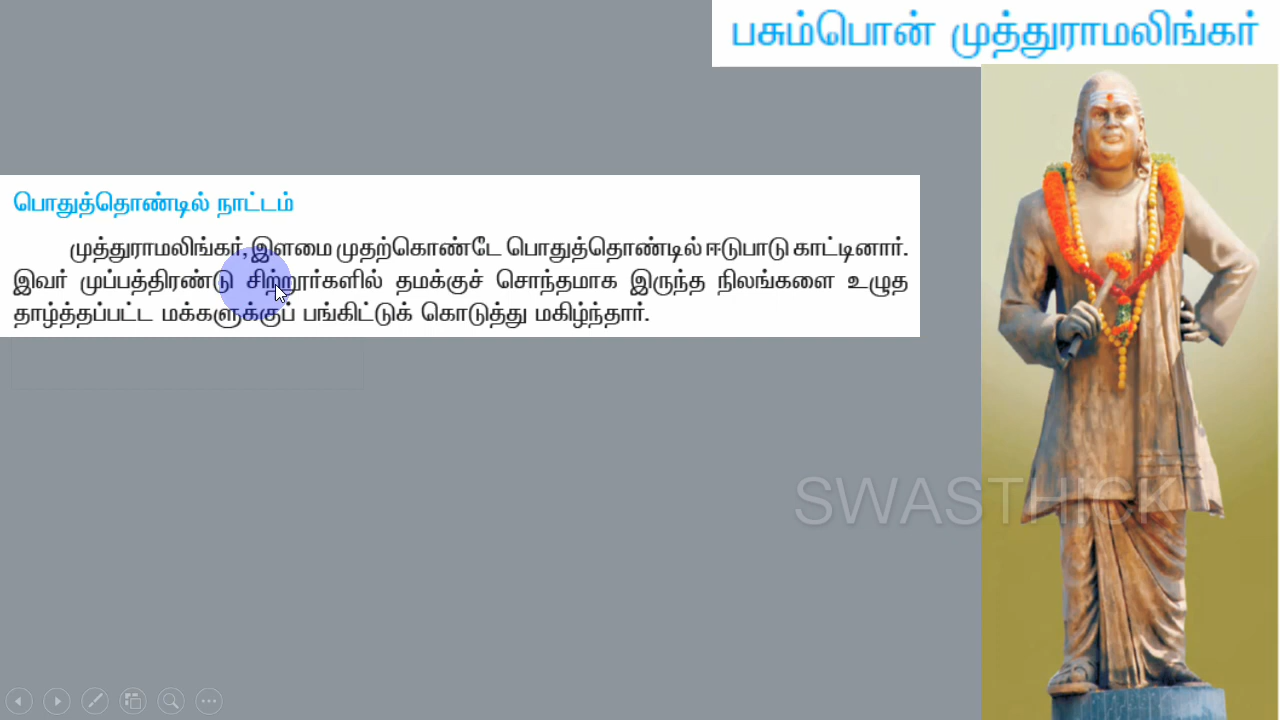 பசும்பொன் முத்துராமலிங்கர்
பொதுத்தொண்டில் நாட்டம்
முத்துராமலிங்கர், இளமை முதற்கொண்டே பொதுத்தொண்டில் ஈடுபாடு காட்டினார்.
இவர் முப்பத்திரண்டு சிற்றூர்களில் தமக்குச் சொந்தமாக இருந்த நிலங்களை உழுத
தாழ்த்தப்பட்ட மக்களுக்குப் பங்கிட்டுக் கொடுத்து மகிழ்ந்தார்.
SWASTHICK